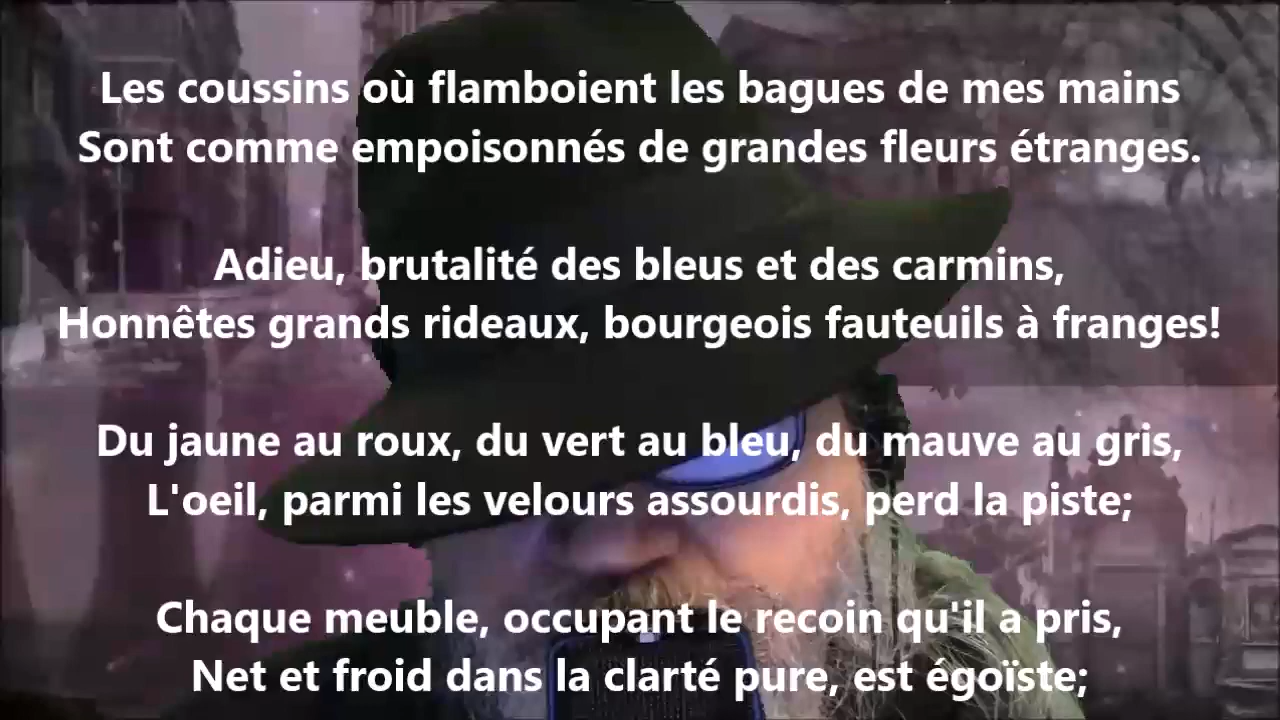 Les coussins où flamboient les bagues de mes mains
Sont comme empoisonnés de grandes fleurs étranges.
Adieu, brutalité des bleus et des carmins,
Honnêtes grands rideaux, bourgeois fauteuils à franges!
Du jaune au roux, du vert au bleu, du mauve au gris,
L'oeil, parmi les velours assourdis, perd la piste;
Chaque meuble, occupant le recoin qu'il a pris,
Net et froid dans la clarté pure, est égoïste;